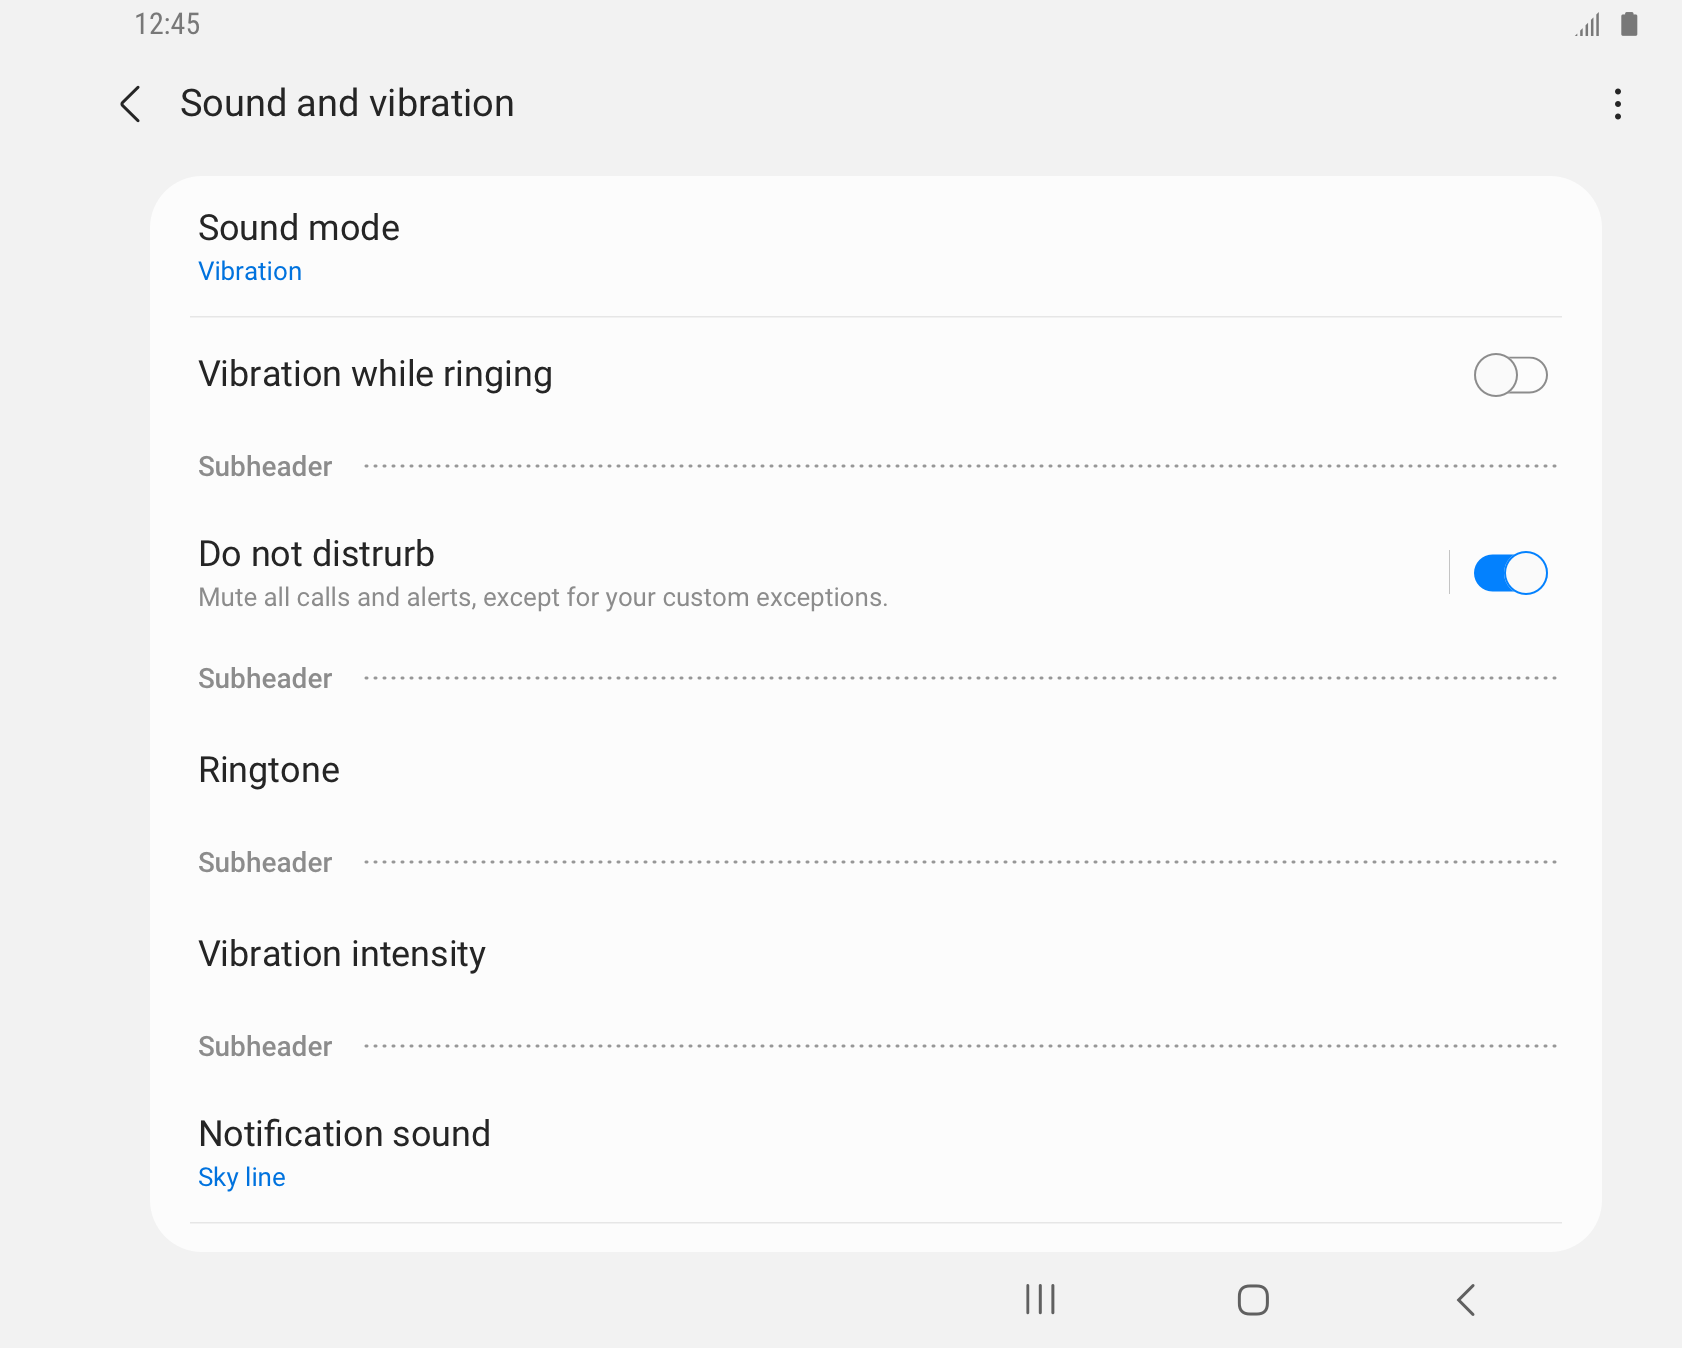 12:45
Sound and vibration
Sound mode
Vibration
Vibration while ringing
Subheader
Do not distrurb
Mute all calls and alerts, except for your custom exceptions.
Subheader
Ringtone
Subheader
Vibration intensity
Subheader
Notification sound
Sky line